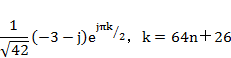 1/√42 (−3 − j)e^{jπk/2}, k = 64n+26